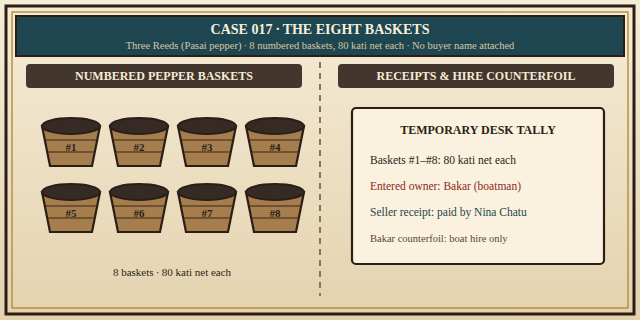 CASE 017 · THE EIGHT BASKETS
Three Reeds (Pasai pepper) · 8 numbered baskets, 80 kati net each · No buyer name attached
NUMBERED PEPPER BASKETS
#1 #2 #3 #4
#5 #6 #7 #8
8 baskets · 80 kati net each
RECEIPTS & HIRE COUNTERFOIL
TEMPORARY DESK TALLY
Baskets #1–#8: 80 kati net each
Entered owner: Bakar (boatman)
Seller receipt: paid by Nina Chatu
Bakar counterfoil: boat hire only